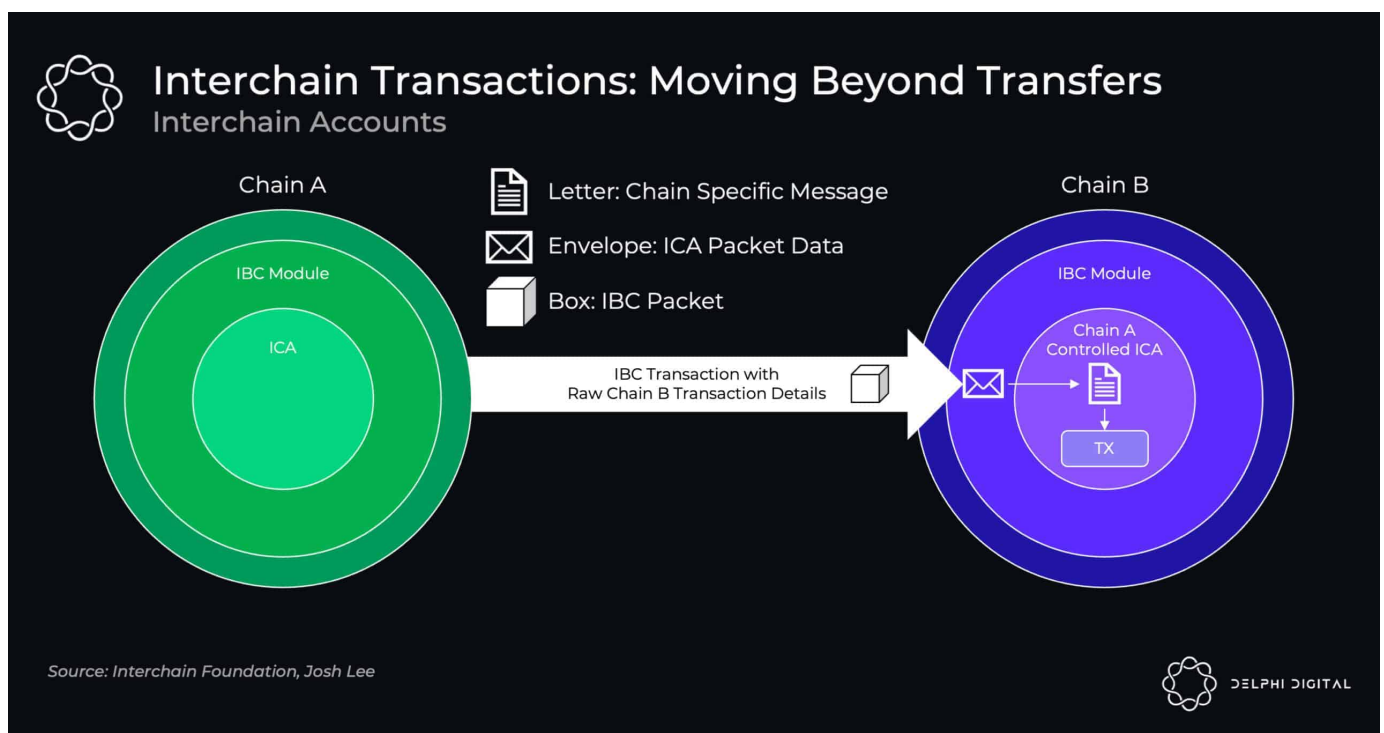 Interchain Transactions: Moving Beyond Transfers
Interchain Accounts
Chain A
Letter: Chain Specific Message
Envelope: ICA Packet Data
Box: IBC Packet
Chain B
IBC Module
ICA
IBC Transaction with
Raw Chain B Transaction Details
IBC Module
Chain A
Controlled ICA
TX
Source: Interchain Foundation, Josh Lee
DELPHI DIGITAL